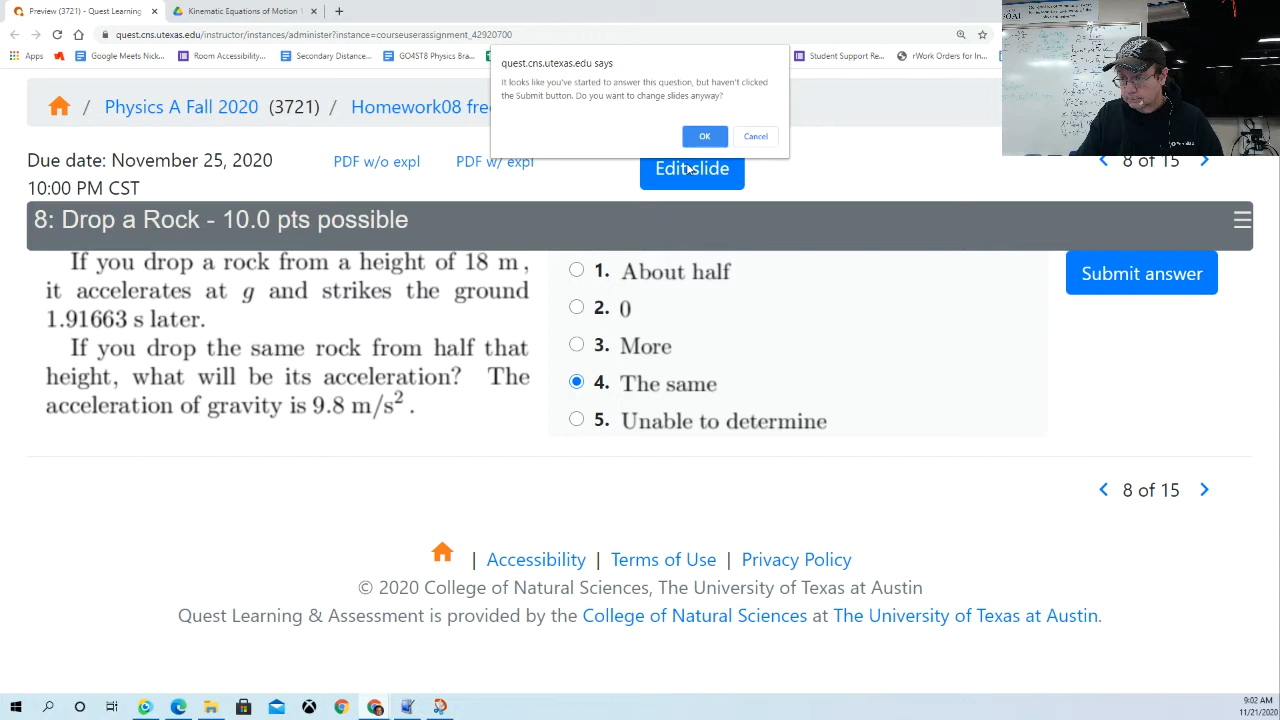 Preview (3721) - Quest Learning
Kinematic Equations of Motion
quest.cns.utexas.edu says
It looks like you've started to answer this question, but haven't clicked
the Submit button. Do you want to change slides anyway?
OK
Cancel
Apps
Google Meets Nick...
Room Accessibility...
Secondary Distance...
GO4ST8 Physics Bra...
Student Support Re...
rWork Orders for In...
/ Physics A Fall 2020 (3721) / Homework08
Due date: November 25, 2020
10:00 PM CST
PDF w/o expl
PDF w/ expl
Edit slide
8 of 15
8: Drop a Rock - 10.0 pts possible
If you drop a rock from a height of 18 m,
it accelerates at g and strikes the ground
1.91663 s later.
If you drop the same rock from half that
height, what will be its acceleration? The
acceleration of gravity is 9.8 m/s².
1. About half
2. 0
3. More
4. The same
5. Unable to determine
Submit answer
8 of 15
| Accessibility | Terms of Use | Privacy Policy
© 2020 College of Natural Sciences, The University of Texas at Austin
Quest Learning & Assessment is provided by the College of Natural Sciences at The University of Texas at Austin.
9:02 AM
11/21/2020